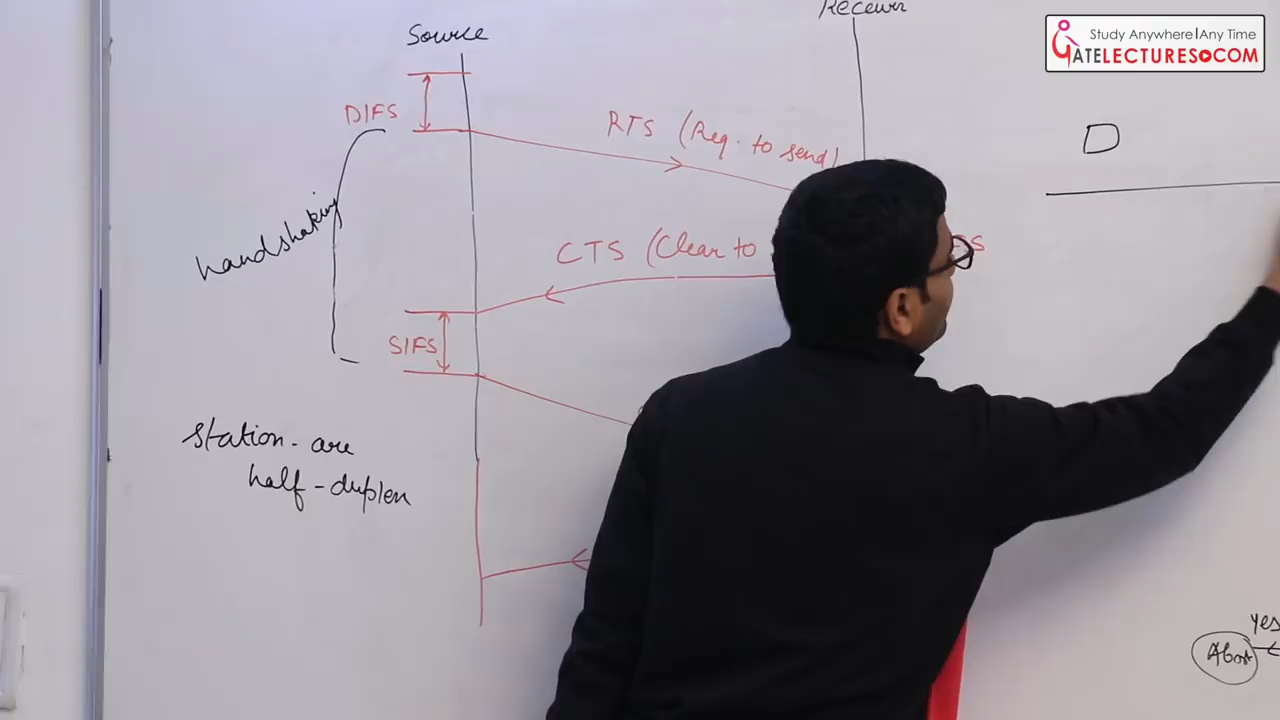 Source
Receiver
Study Anywhere | Any Time
GATELECTURES.COM
DIFS
RTS (Req. to send)
D
handshaking
CTS (Clear to
SIFS
station - are
half - duplex
yes
Abort